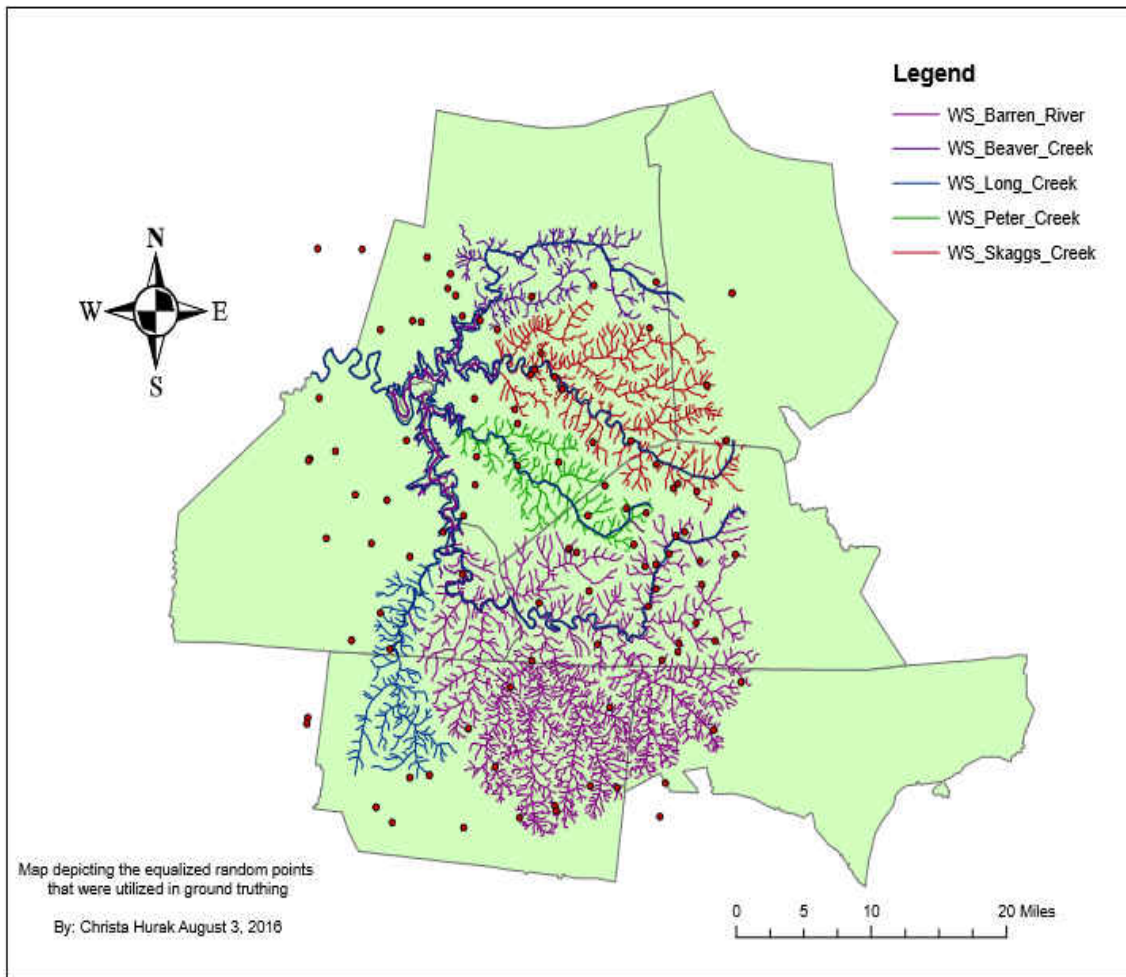 Legend
WS_Barren_River
WS_Beaver_Creek
WS_Long_Creek
WS_Peter_Creek
WS_Skaggs_Creek
N
W E
S
Map depicting the equalized random points
that were utilized in ground truthing
By: Christa Hurak August 3, 2016
0 5 10 20 Miles